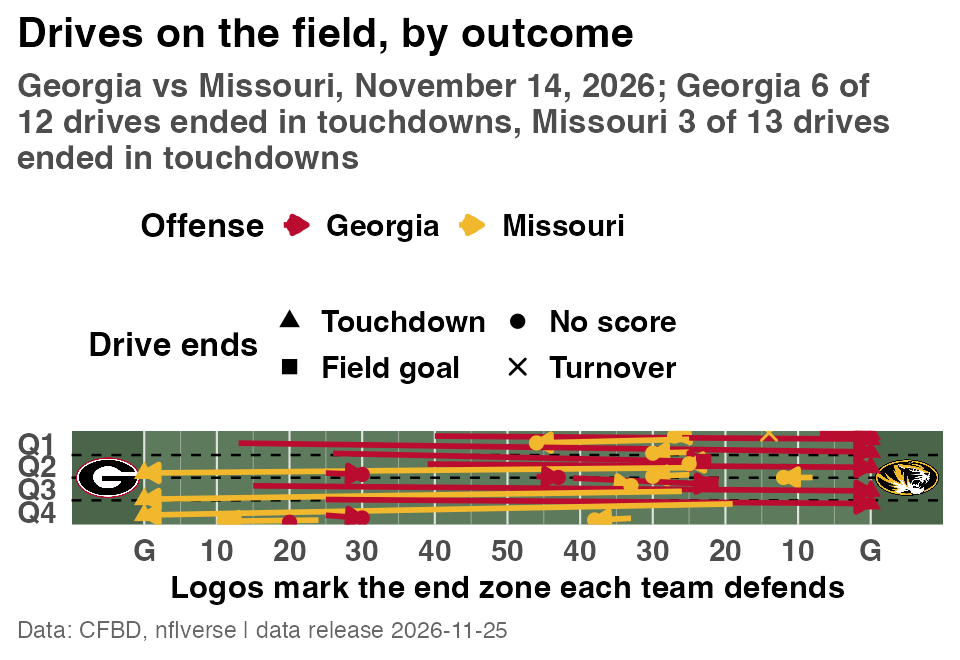 Drives on the field, by outcome
Georgia vs Missouri, November 14, 2026; Georgia 6 of
12 drives ended in touchdowns, Missouri 3 of 13 drives
ended in touchdowns
Offense Georgia Missouri
Drive ends
Touchdown No score
Field goal Turnover
Q1
Q2
G
Q3
Q4
G 10 20 30 40 50 40 30 20 10 G
Logos mark the end zone each team defends
Data: CFBD, nflverse | data release 2026-11-25